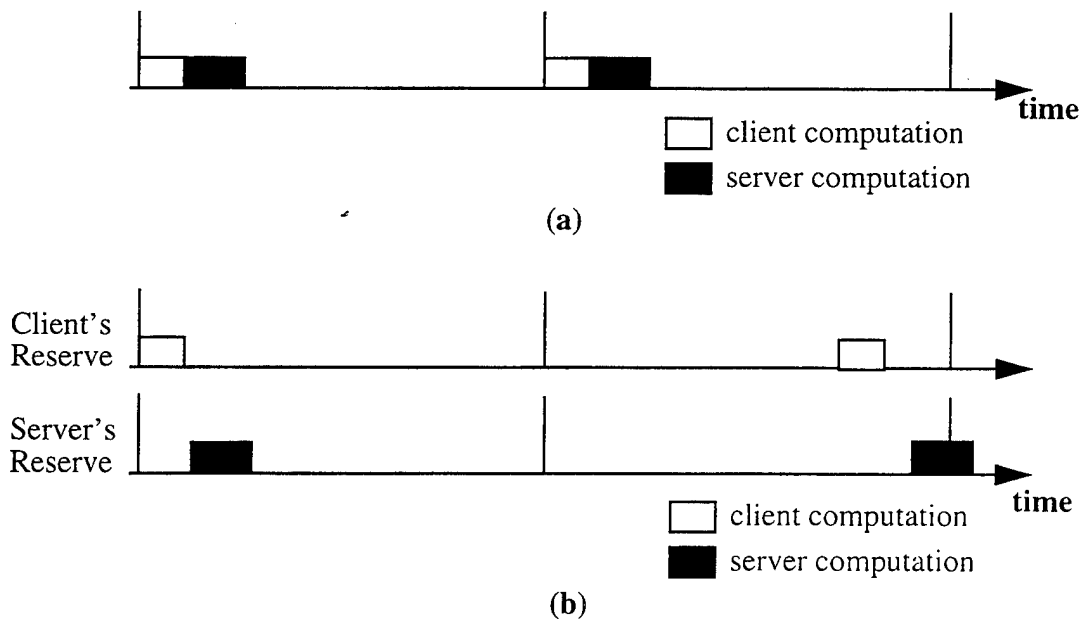 time
client computation
server computation
(a)
Client's
Reserve
Server's
Reserve
time
client computation
server computation
(b)